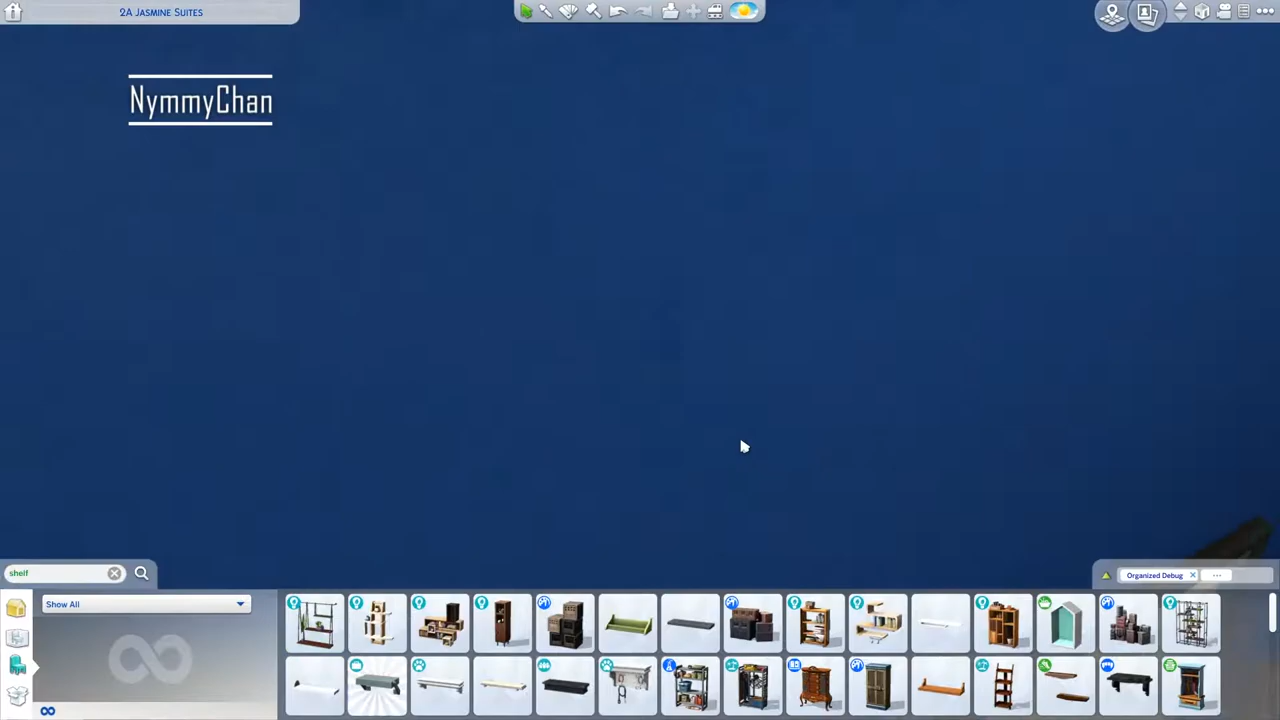 2A Jasmine Suites
NymmyChan
shelf
Organized Debug
...
Show All